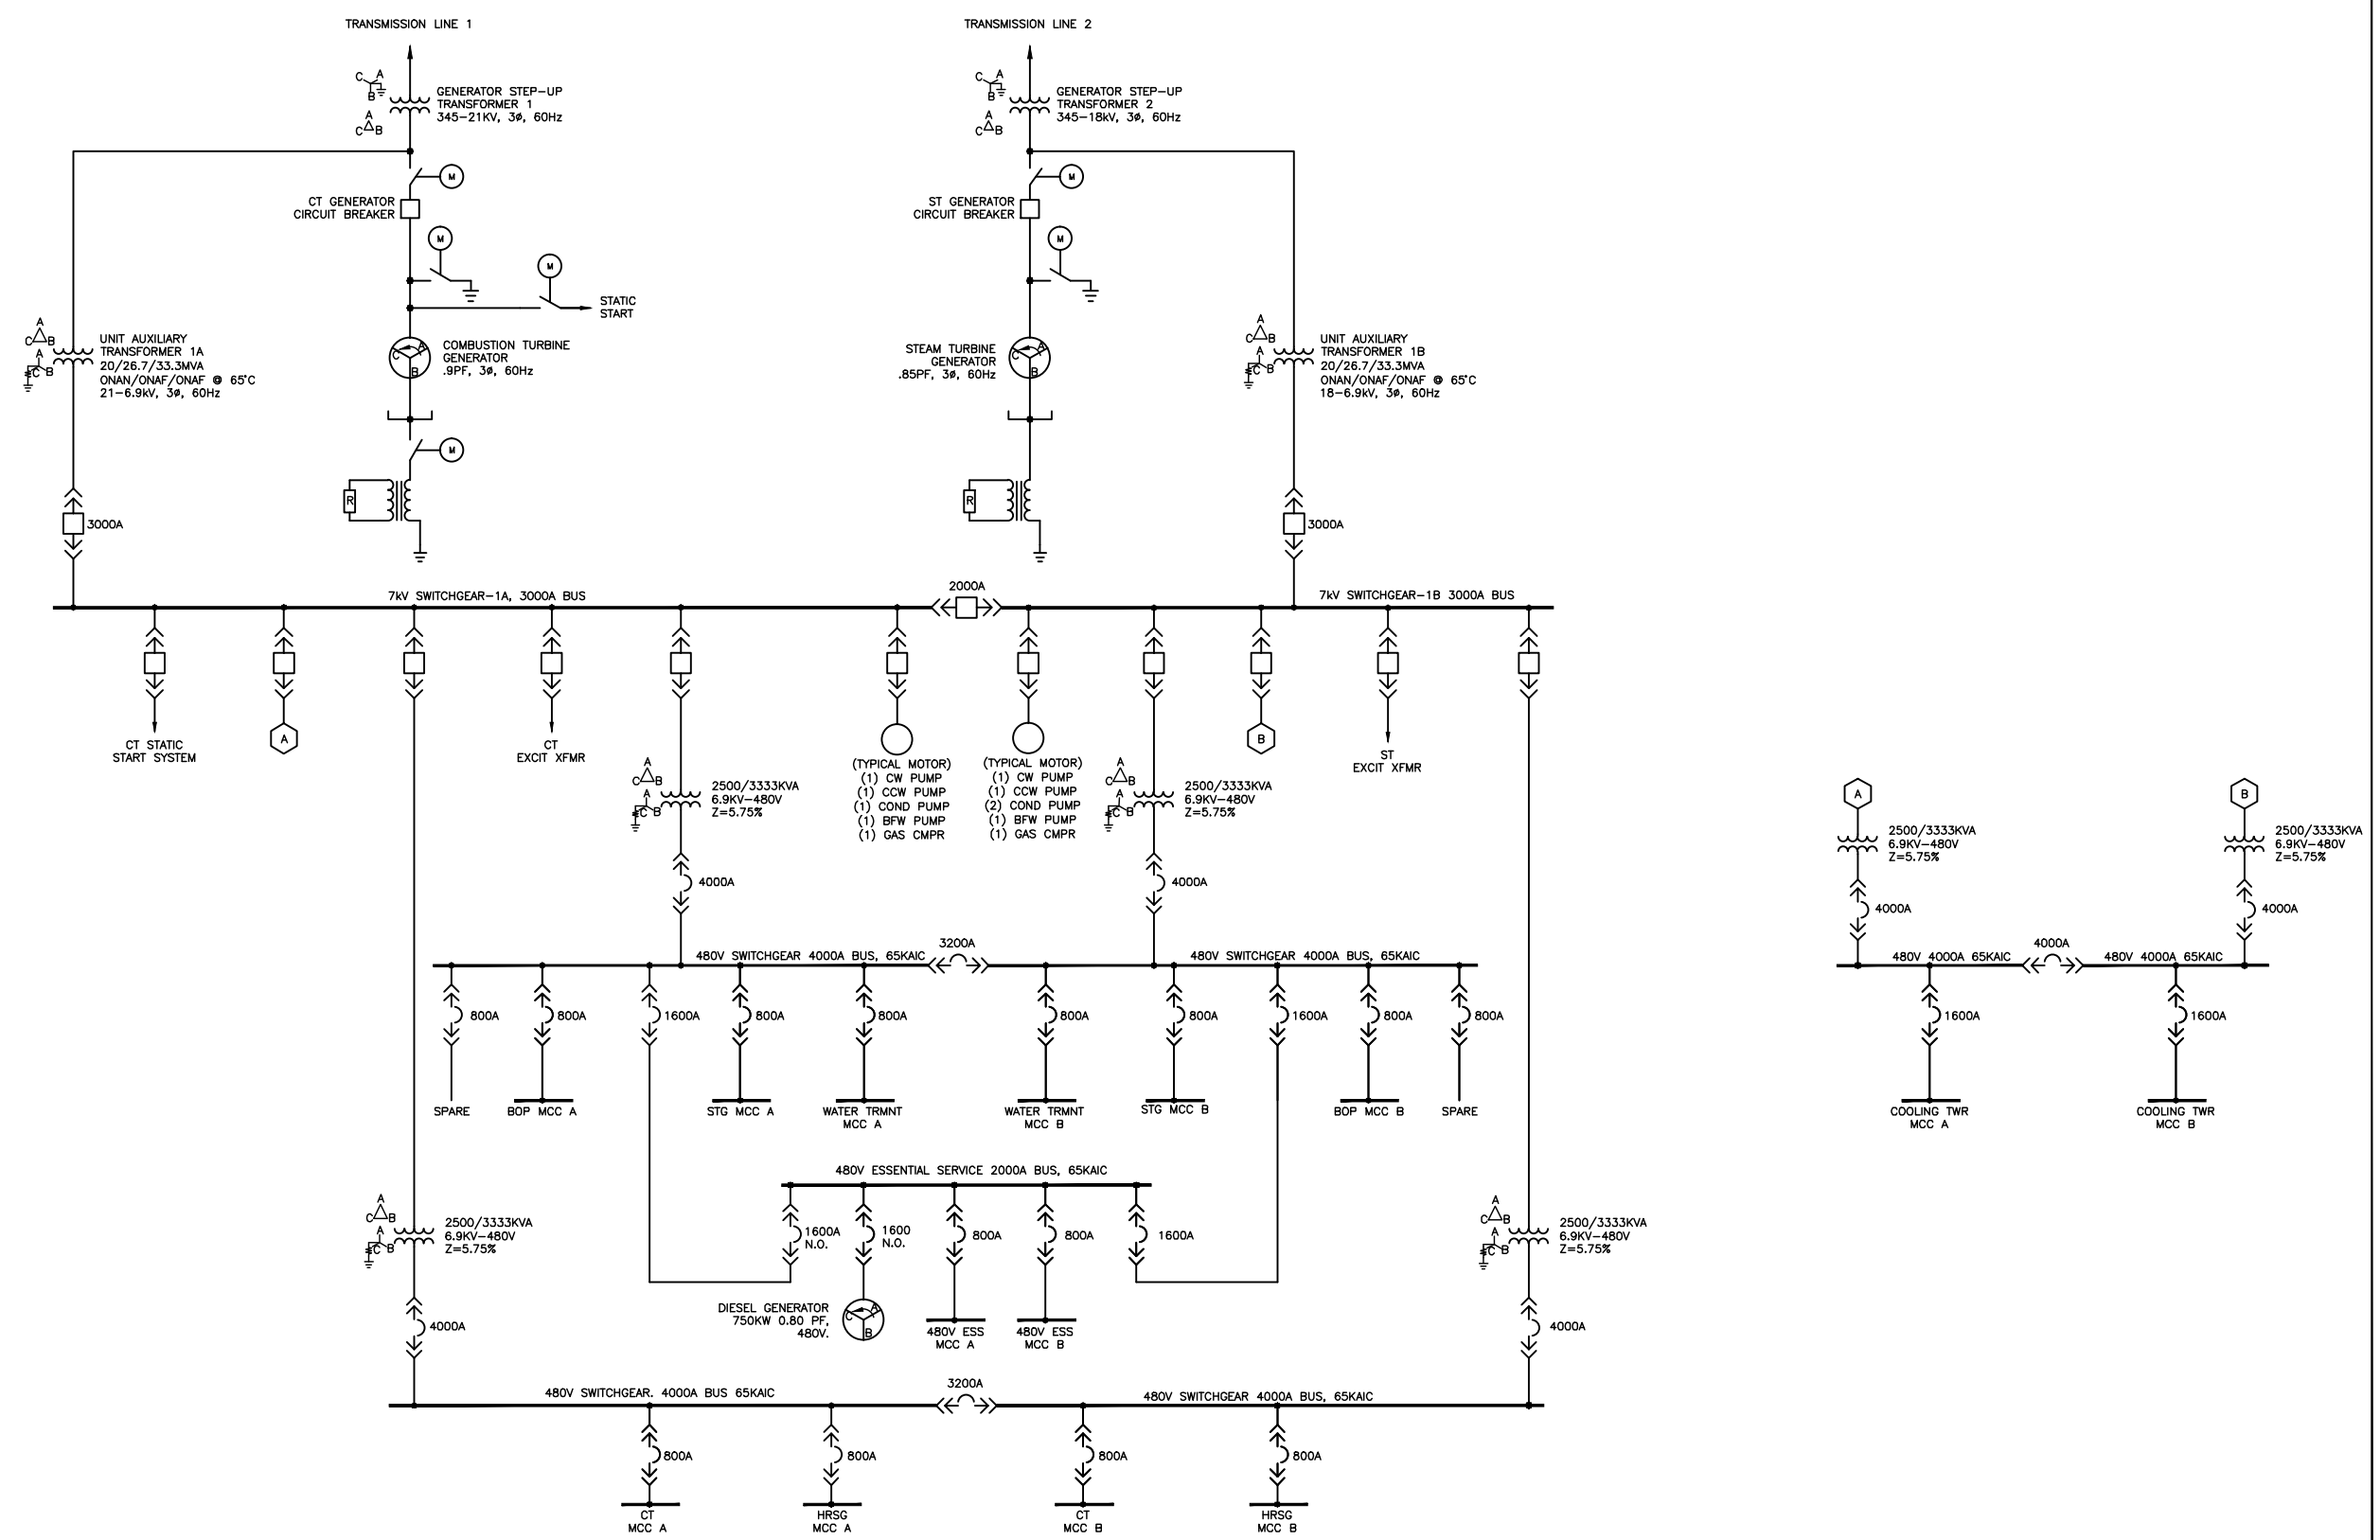 TRANSMISSION LINE 1
TRANSMISSION LINE 2
C A
B
GENERATOR STEP-UP
TRANSFORMER 1
345-21KV, 3ø, 60Hz
A
C B
C A
B
GENERATOR STEP-UP
TRANSFORMER 2
345-18kV, 3ø, 60Hz
A
C B
M
CT GENERATOR
CIRCUIT BREAKER
M
M
STATIC
START
M
ST GENERATOR
CIRCUIT BREAKER
M
A
C B
A
C B
UNIT AUXILIARY
TRANSFORMER 1A
20/26.7/33.3MVA
ONAN/ONAF/ONAF @ 65°C
21-6.9kV, 3ø, 60Hz
C A
B
COMBUSTION TURBINE
GENERATOR
.9PF, 3ø, 60Hz
STEAM TURBINE
GENERATOR
.85PF, 3ø, 60Hz
C A
B
A
C B
A
C B
UNIT AUXILIARY
TRANSFORMER 1B
20/26.7/33.3MVA
ONAN/ONAF/ONAF @ 65°C
18-6.9kV, 3ø, 60Hz
M
R
R
3000A
3000A
7kV SWITCHGEAR-1A, 3000A BUS
2000A
7kV SWITCHGEAR-1B 3000A BUS
CT STATIC
START SYSTEM
A
CT
EXCIT XFMR
(TYPICAL MOTOR)
(1) CW PUMP
(1) CCW PUMP
(1) COND PUMP
(1) BFW PUMP
(1) GAS CMPR
(TYPICAL MOTOR)
(1) CW PUMP
(1) CCW PUMP
(2) COND PUMP
(1) BFW PUMP
(1) GAS CMPR
B
ST
EXCIT XFMR
A
C B
A
C B
2500/3333KVA
6.9KV-480V
Z=5.75%
A
C B
A
C B
2500/3333KVA
6.9KV-480V
Z=5.75%
A
2500/3333KVA
6.9KV-480V
Z=5.75%
B
2500/3333KVA
6.9KV-480V
Z=5.75%
4000A
4000A
4000A
4000A
480V SWITCHGEAR 4000A BUS, 65KAIC
3200A
480V SWITCHGEAR 4000A BUS, 65KAIC
480V 4000A 65KAIC
4000A
480V 4000A 65KAIC
800A
800A
1600A
800A
800A
800A
800A
1600A
800A
800A
1600A
1600A
SPARE
BOP MCC A
STG MCC A
WATER TRMNT
MCC A
WATER TRMNT
MCC B
STG MCC B
BOP MCC B
SPARE
COOLING TWR
MCC A
COOLING TWR
MCC B
480V ESSENTIAL SERVICE 2000A BUS, 65KAIC
1600A
N.O.
1600
N.O.
800A
800A
1600A
A
C B
A
C B
2500/3333KVA
6.9KV-480V
Z=5.75%
A
C B
A
C B
2500/3333KVA
6.9KV-480V
Z=5.75%
DIESEL GENERATOR
750KW 0.80 PF,
480V.
C A
B
480V ESS
MCC A
480V ESS
MCC B
4000A
4000A
480V SWITCHGEAR. 4000A BUS 65KAIC
3200A
480V SWITCHGEAR 4000A BUS, 65KAIC
800A
800A
800A
800A
CT
MCC A
HRSG
MCC A
CT
MCC B
HRSG
MCC B